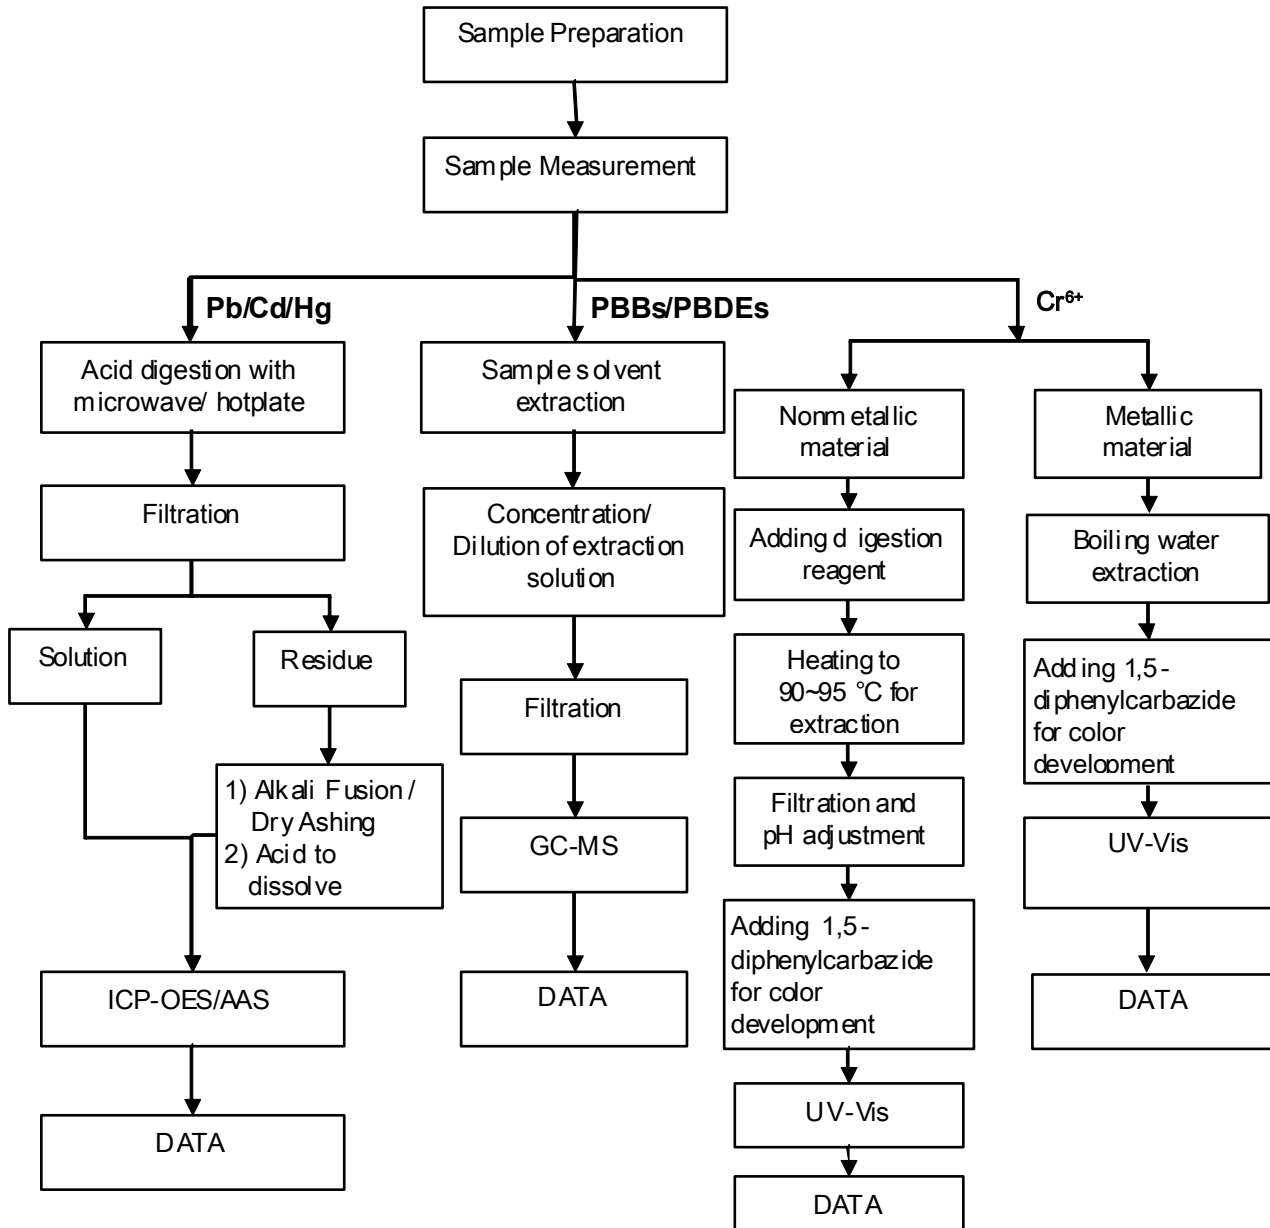 Sample Preparation
Sample Measurement
Pb/Cd/Hg
PBBs/PBDEs
Cr⁶⁺
Acid digestion with
microwave/ hotplate
Filtration
Solution
Residue
1) Alkali Fusion /
Dry Ashing
2) Acid to
dissolve
ICP-OES/AAS
DATA
Sample solvent
extraction
Concentration/
Dilution of extraction
solution
Filtration
GC-MS
DATA
Nonmetallic
material
Adding digestion
reagent
Heating to
90~95 °C for
extraction
Filtration and
pH adjustment
Adding 1,5-
diphenylcarbazide
for color
development
UV-Vis
DATA
Metallic
material
Boiling water
extraction
Adding 1,5-
diphenylcarbazide
for color
development
UV-Vis
DATA